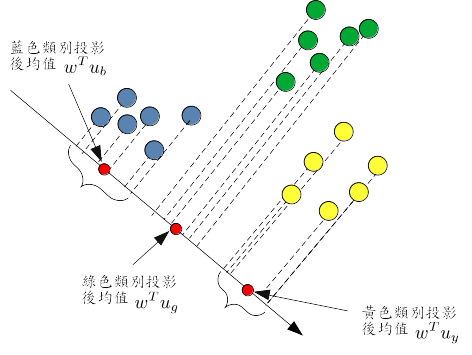 藍色類別投影
後均值 $w^T u_b$
綠色類別投影
後均值 $w^T u_g$
黃色類別投影
後均值 $w^T u_y$